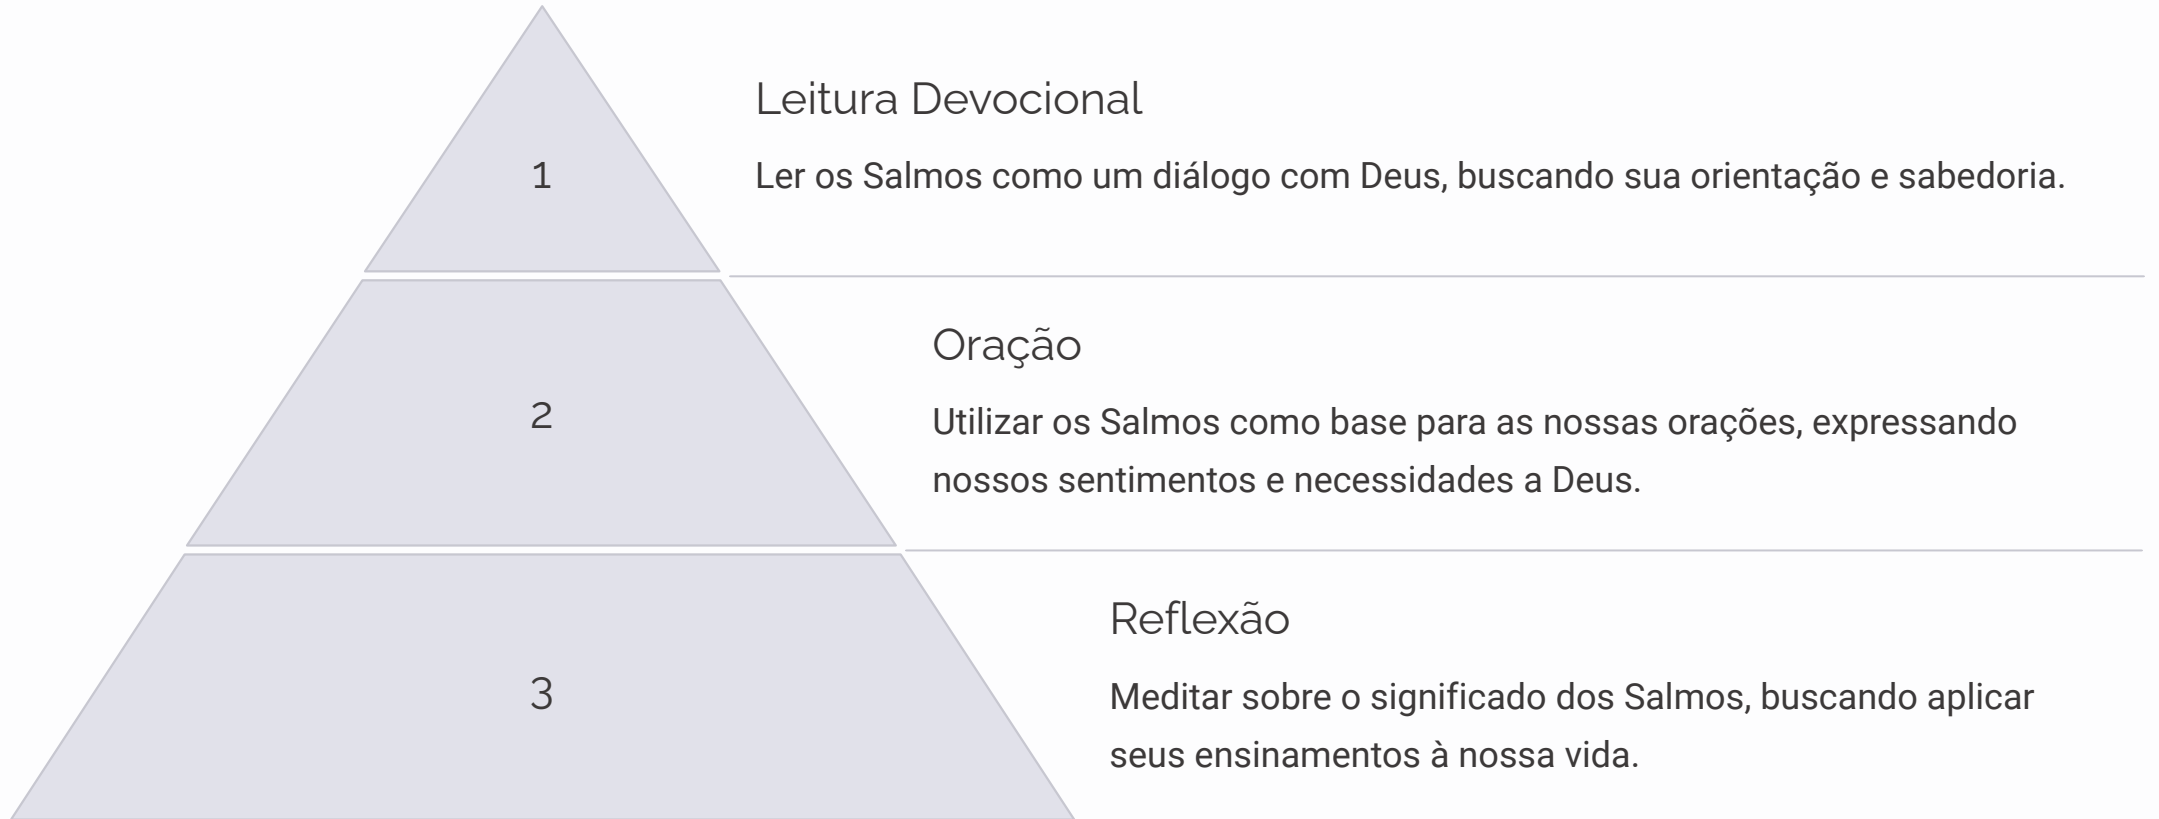 1
Leitura Devocional
Ler os Salmos como um diálogo com Deus, buscando sua orientação e sabedoria.
2
Oração
Utilizar os Salmos como base para as nossas orações, expressando
nossos sentimentos e necessidades a Deus.
3
Reflexão
Meditar sobre o significado dos Salmos, buscando aplicar
seus ensinamentos à nossa vida.